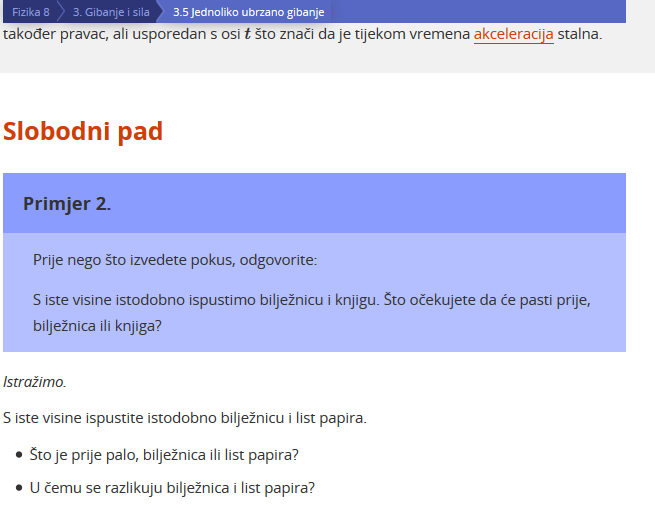 Fizika 8 3. Gibanje i sila 3.5 Jednoliko ubrzano gibanje
također pravac, ali usporedan s osi t što znači da je tijekom vremena akceleracija stalna.
Slobodni pad
Primjer 2.
Prije nego što izvedete pokus, odgovorite:
S iste visine istodobno ispustimo bilježnicu i knjigu. Što očekujete da će pasti prije,
bilježnica ili knjiga?
Istražimo.
S iste visine ispustite istodobno bilježnicu i list papira.
• Što je prije palo, bilježnica ili list papira?
• U čemu se razlikuju bilježnica i list papira?